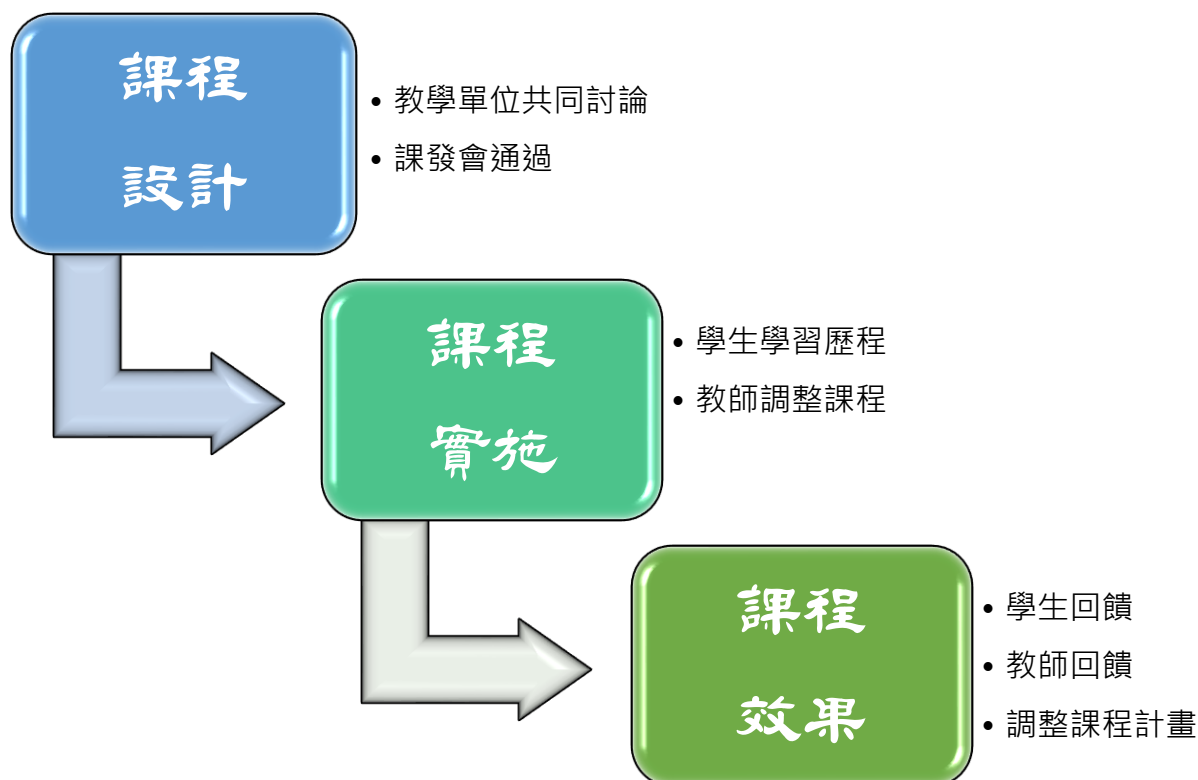 課程
設計
• 教學單位共同討論
• 課發會通過
課程
實施
• 學生學習歷程
• 教師調整課程
課程
效果
• 學生回饋
• 教師回饋
• 調整課程計畫